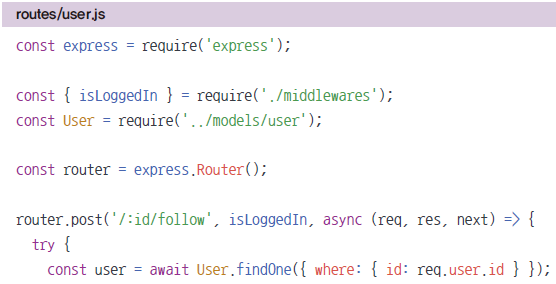 routes/user.js
const express = require('express');
const { isLoggedIn } = require('./middlewares');
const User = require('../models/user');
const router = express.Router();
router.post('/:id/follow', isLoggedIn, async (req, res, next) => {
  try {
    const user = await User.findOne({ where: { id: req.user.id } });